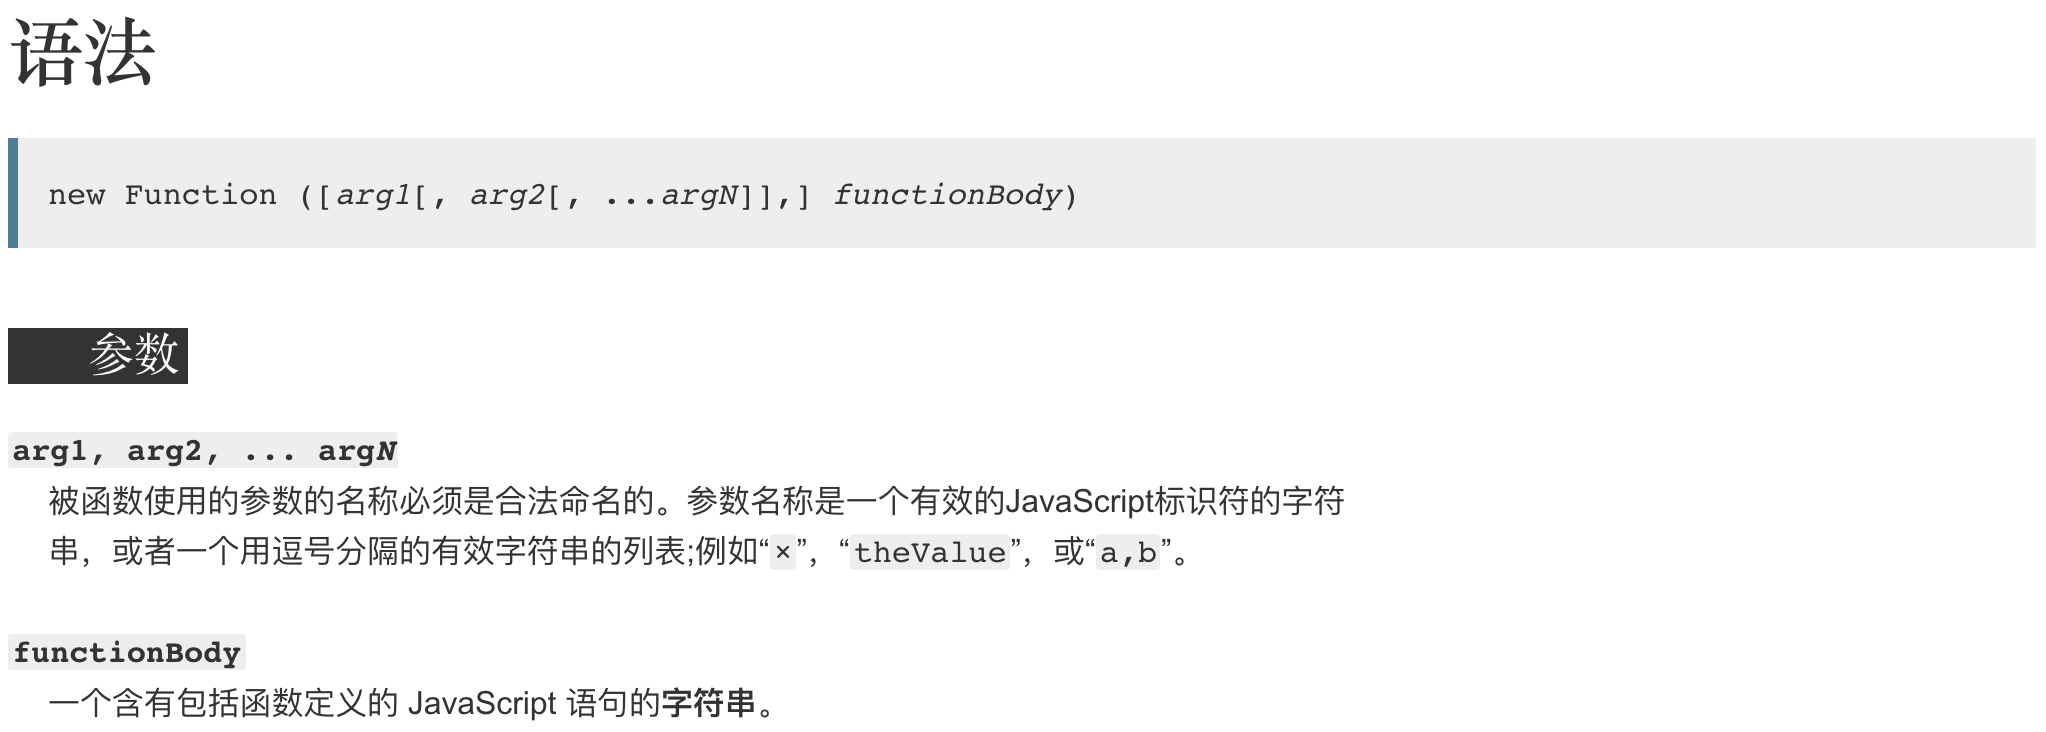 语法
new Function ([arg1[, arg2[, ...argN]],] functionBody)
参数
arg1, arg2, ... argN
被函数使用的参数的名称必须是合法命名的。参数名称是一个有效的JavaScript标识符的字符
串，或者一个用逗号分隔的有效字符串的列表;例如“×”，“theValue”，或“a,b”。
functionBody
一个含有包括函数定义的 JavaScript 语句的字符串。